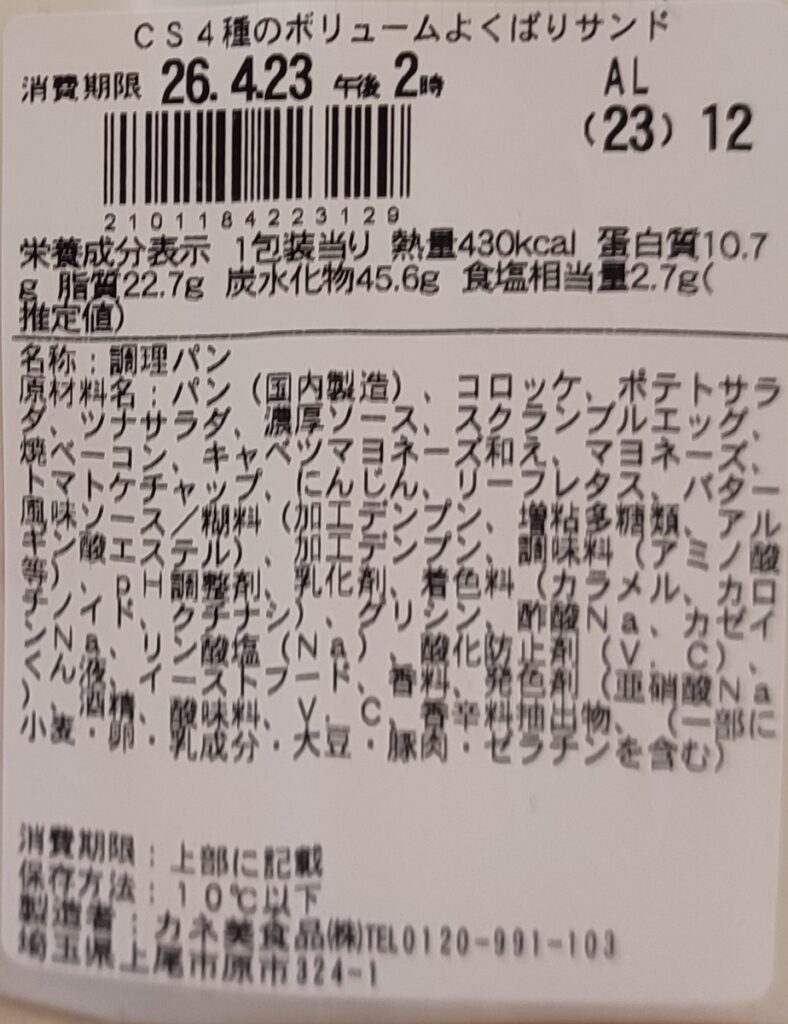 CS4種のボリュームよくばりサンド
消費期限 26.4.23 午後2時 AL
(23) 12
2101184223129
栄養成分表示 1包装当り 熱量430kcal 蛋白質10.7
g 脂質22.7g 炭水化物45.6g 食塩相当量2.7g(
推定値)
名称：調理パン
原材料名：パン（国内製造）、コロッケ、ポテトサラ
ダ、ツナサラダ、濃厚ソース、スクランブルエッグ、
焼ベーコン、キャベツマヨネーズ和え、マヨネーズ、
トマトケチャップ、にんじん、リーフレタス、バター
風味ソース／糊料（加工デンプン、増粘多糖類、アル
ギン酸エステル）、加工デンプン、調味料（アミノ酸
等）、pH調整剤、乳化剤、着色料（カラメル、カロ
チノイド、クチナシ）、グリシン、酢酸Na、カゼイ
ンNa、リン酸塩（Na）、酸化防止剤（V．C）、
くん液、イーストフード、香料、発色剤（亜硝酸Na
）、酒精、酸味料、V．C、香辛料抽出物、（一部に
小麦・卵・乳成分・大豆・豚肉・ゼラチンを含む）
消費期限：上部に記載
保存方法：10℃以下
製造者：カネ美食品㈱TEL0120-991-103
埼玉県上尾市原市324-1